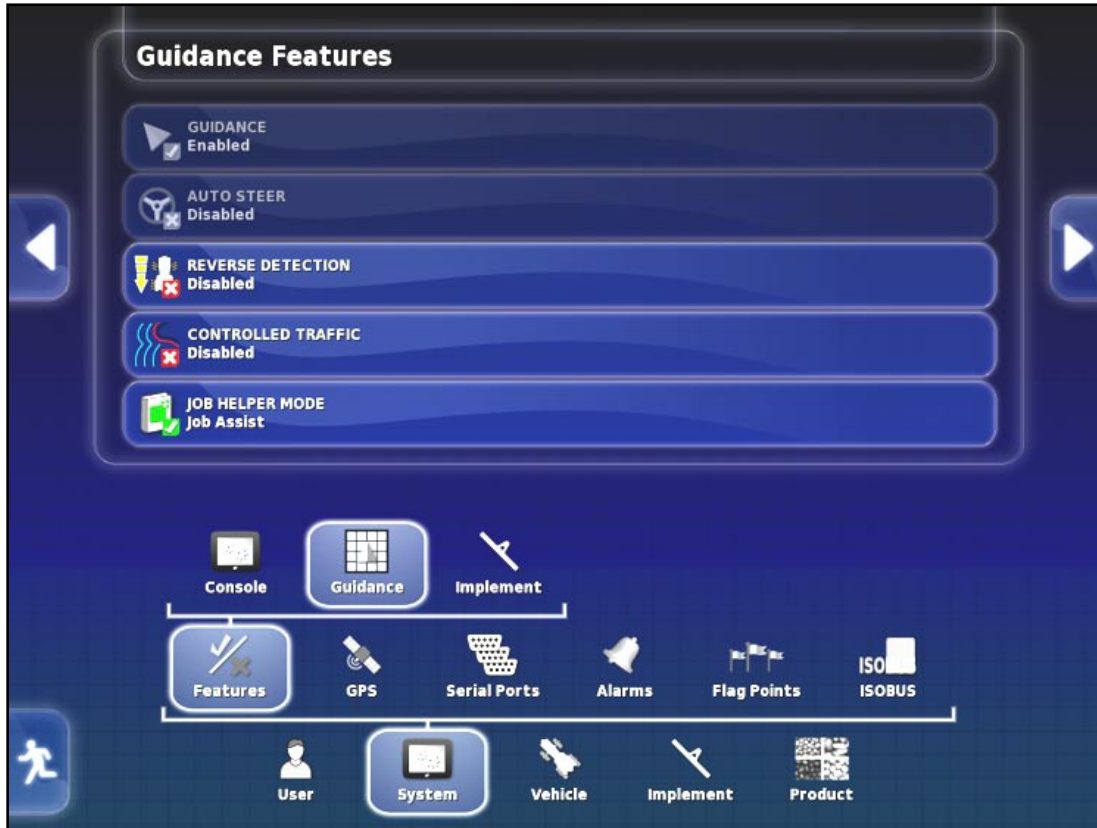 Guidance Features
GUIDANCE
Enabled
AUTO STEER
Disabled
REVERSE DETECTION
Disabled
CONTROLLED TRAFFIC
Disabled
JOB HELPER MODE
Job Assist
Console Guidance Implement
Features GPS Serial Ports Alarms Flag Points ISOBUS
User System Vehicle Implement Product